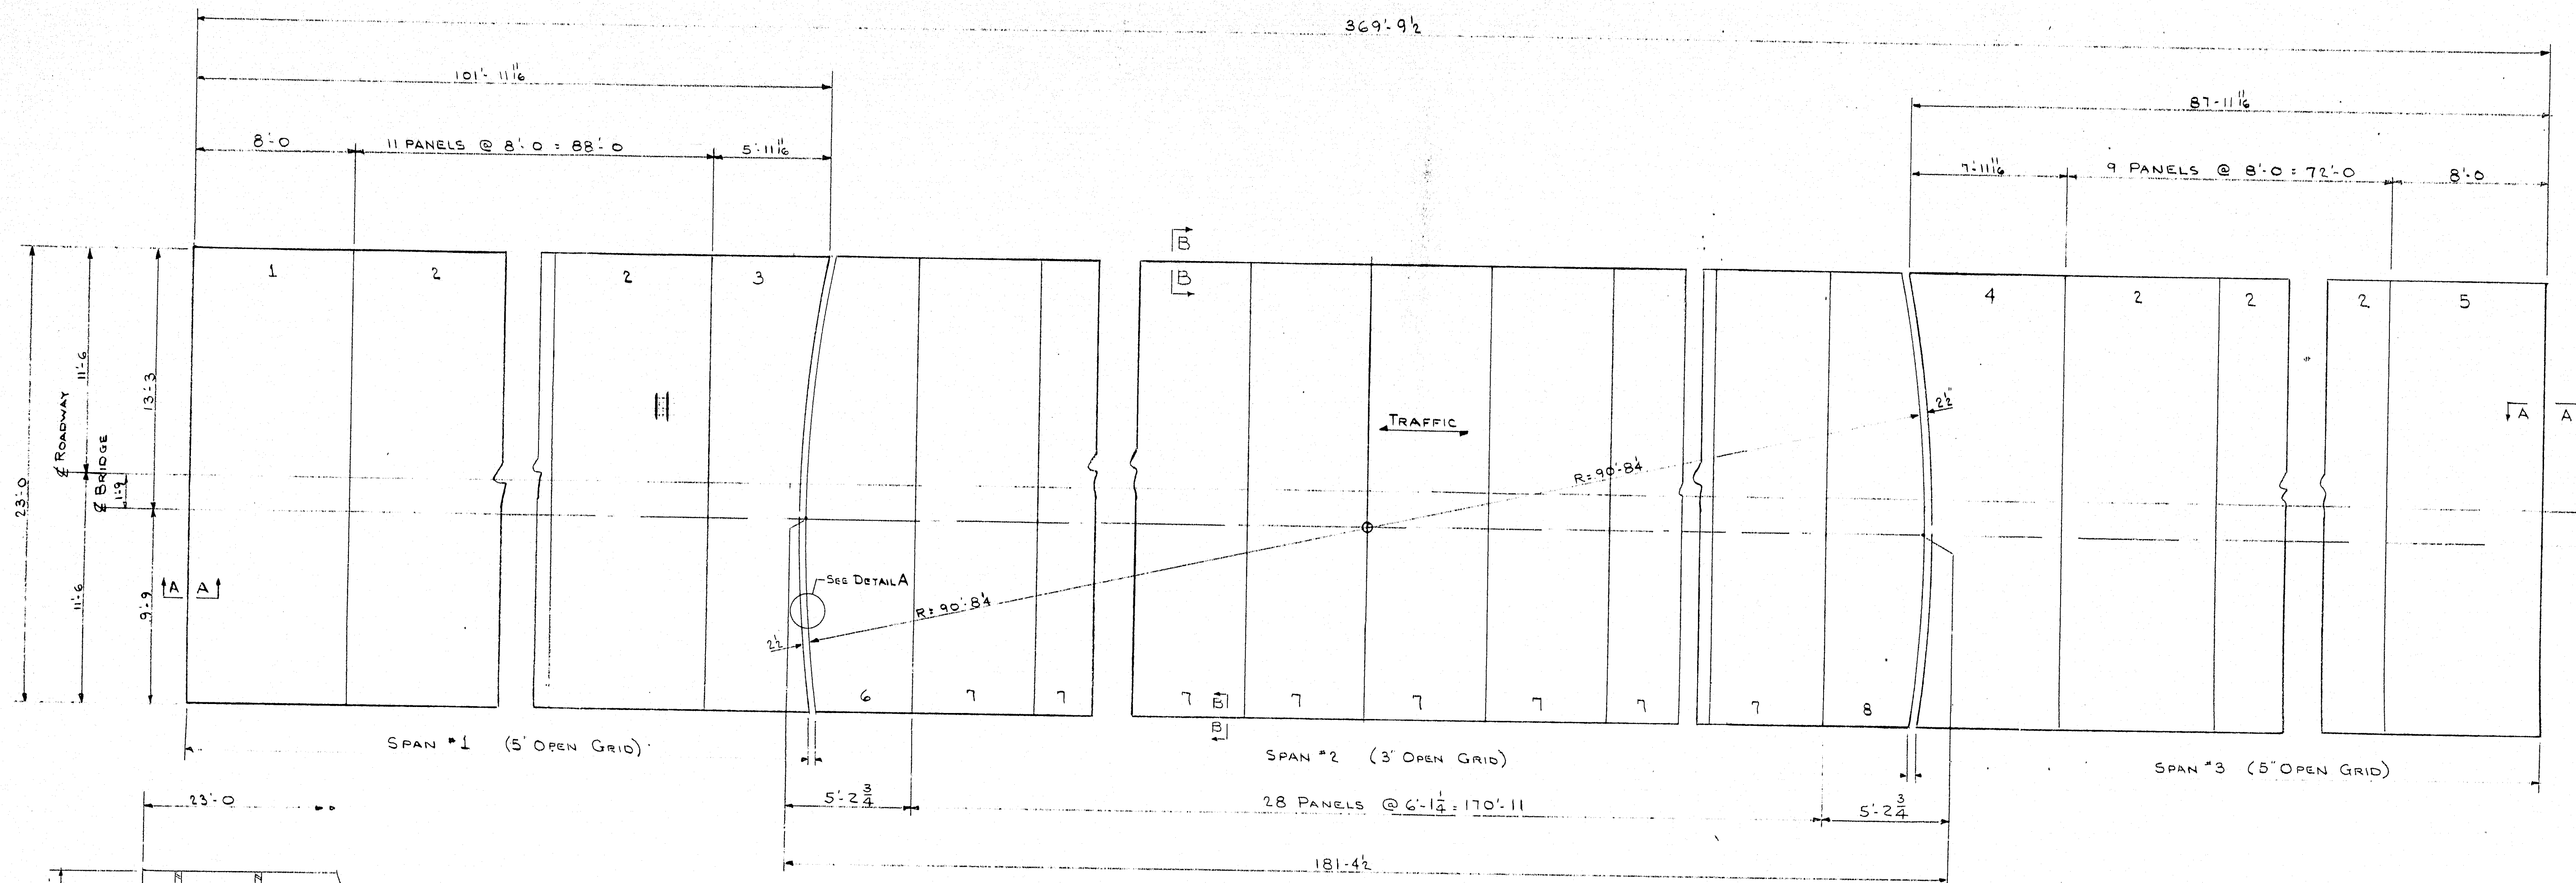 369'-9½
101'-11 11/16
87'-11 11/16
8'-0
11 PANELS @ 8'-0 = 88'-0
5'-11 11/16
7'-11 11/16
9 PANELS @ 8'-0 = 72'-0
8'-0
B
B
1
2
2
3
4
2
2
2
5
23'-0
11'-6
13'-3
℄ ROADWAY
℄ BRIDGE
1'-9
11'-6
9'-9
TRAFFIC
2½"
A
A
R= 90'-8¼
A
A
SEE DETAIL A
R= 90'-8¼
2½
6
7
7
7
B
B
7
7
7
7
7
8
SPAN #1 (5" OPEN GRID)
SPAN #2 (3" OPEN GRID)
SPAN #3 (5" OPEN GRID)
23'-0
5'-2¾
28 PANELS @ 6'-1¼ = 170'-11
5'-2¾
181'-4½